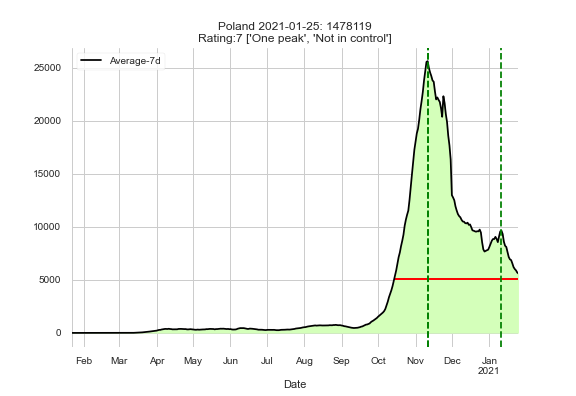 Poland 2021-01-25: 1478119
Rating:7 ['One peak', 'Not in control']
Average-7d
25000
20000
15000
10000
5000
0
Feb Mar Apr May Jun Jul Aug Sep Oct Nov Dec Jan
2021
Date